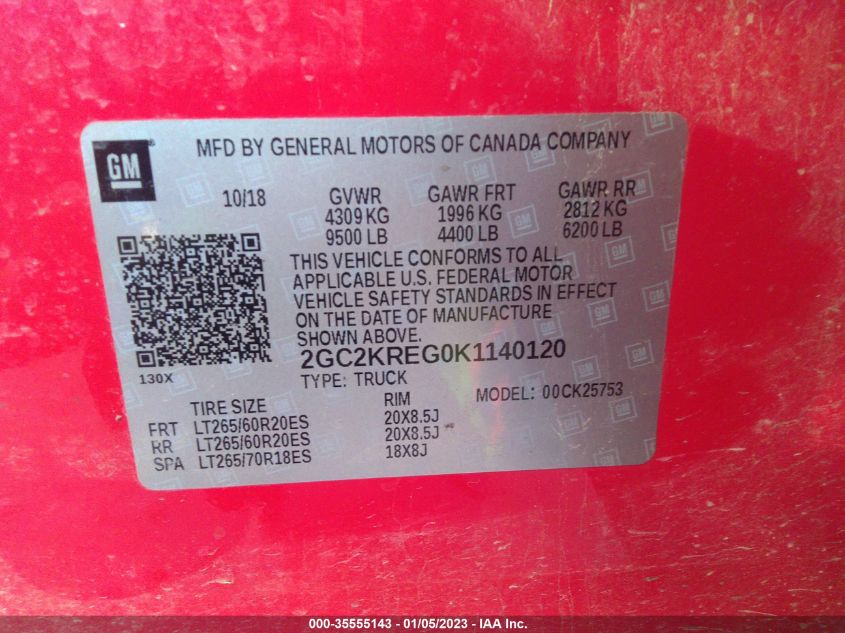 GM
MFD BY GENERAL MOTORS OF CANADA COMPANY
10/18 GVWR GAWR FRT GAWR RR
4309 KG 1996 KG 2812 KG
9500 LB 4400 LB 6200 LB
THIS VEHICLE CONFORMS TO ALL
APPLICABLE U.S. FEDERAL MOTOR
VEHICLE SAFETY STANDARDS IN EFFECT
ON THE DATE OF MANUFACTURE
SHOWN ABOVE.
2GC2KREG0K1140120
130X TYPE: TRUCK MODEL: 00CK25753
TIRE SIZE RIM
FRT LT265/60R20ES 20X8.5J
RR LT265/60R20ES 20X8.5J
SPA LT265/70R18ES 18X8J
000-35555143 - 01/05/2023 - IAA Inc.